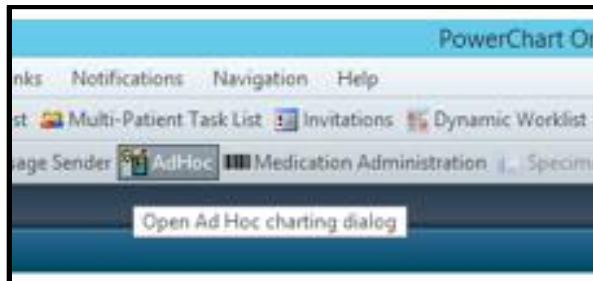 PowerChart Or
nks Notifications Navigation Help
st Multi-Patient Task List Invitations Dynamic Worklist
sage Sender AdHoc Medication Administration Specim
Open Ad Hoc charting dialog